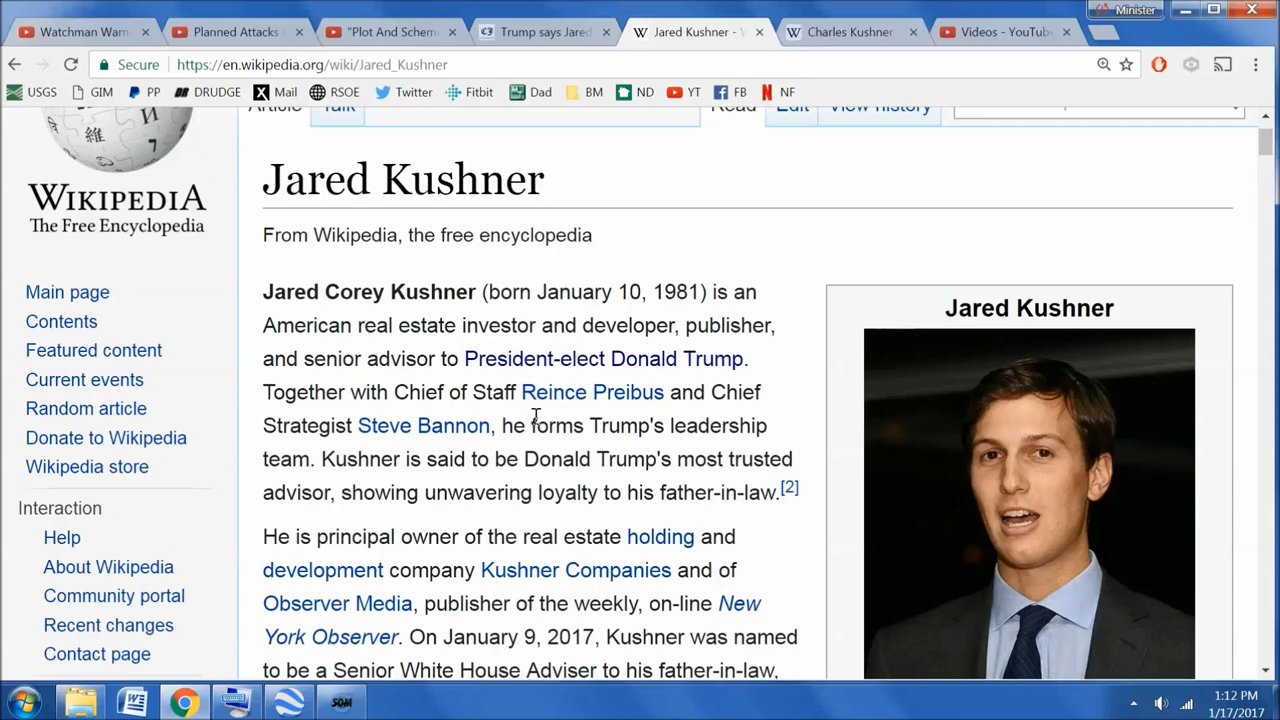 Minister
Watchman Warn
Planned Attacks
"Plot And Schem
Trump says Jared
Jared Kushner - W
Charles Kushner
Videos - YouTube
Secure
https://en.wikipedia.org/wiki/Jared_Kushner
USGS
GIM
PP
DRUDGE
Mail
RSOE
Twitter
Fitbit
Dad
BM
ND
YT
FB
NF
Article
Talk
Read
Edit
View history
WIKIPEDIA
The Free Encyclopedia
Main page
Contents
Featured content
Current events
Random article
Donate to Wikipedia
Wikipedia store
Interaction
Help
About Wikipedia
Community portal
Recent changes
Contact page
Jared Kushner
From Wikipedia, the free encyclopedia
Jared Corey Kushner (born January 10, 1981) is an
American real estate investor and developer, publisher,
and senior advisor to President-elect Donald Trump.
Together with Chief of Staff Reince Preibus and Chief
Strategist Steve Bannon, he forms Trump's leadership
team. Kushner is said to be Donald Trump's most trusted
advisor, showing unwavering loyalty to his father-in-law.[2]
He is principal owner of the real estate holding and
development company Kushner Companies and of
Observer Media, publisher of the weekly, on-line New
York Observer. On January 9, 2017, Kushner was named
to be a Senior White House Adviser to his father-in-law,
Jared Kushner
1:12 PM
1/17/2017